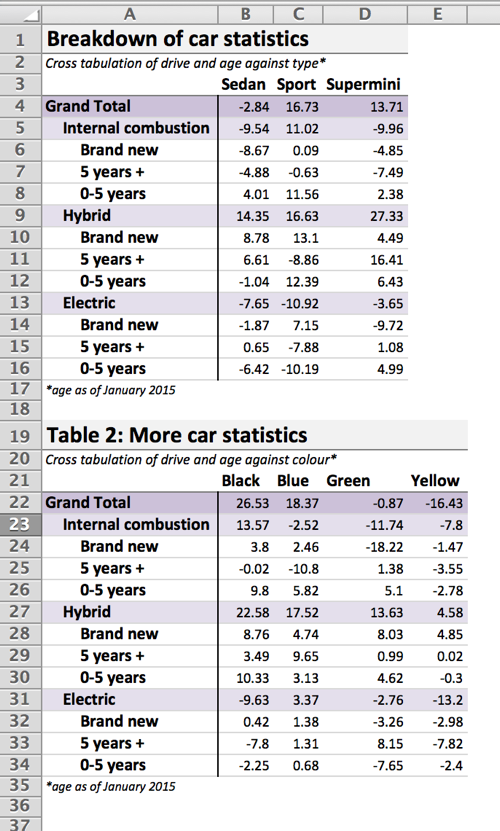 A B C D E
1 Breakdown of car statistics
2 Cross tabulation of drive and age against type*
3 Sedan Sport Supermini
4 Grand Total -2.84 16.73 13.71
5 Internal combustion -9.54 11.02 -9.96
6 Brand new -8.67 0.09 -4.85
7 5 years + -4.88 -0.63 -7.49
8 0-5 years 4.01 11.56 2.38
9 Hybrid 14.35 16.63 27.33
10 Brand new 8.78 13.1 4.49
11 5 years + 6.61 -8.86 16.41
12 0-5 years -1.04 12.39 6.43
13 Electric -7.65 -10.92 -3.65
14 Brand new -1.87 7.15 -9.72
15 5 years + 0.65 -7.88 1.08
16 0-5 years -6.42 -10.19 4.99
17 *age as of January 2015
18
19 Table 2: More car statistics
20 Cross tabulation of drive and age against colour*
21 Black Blue Green Yellow
22 Grand Total 26.53 18.37 -0.87 -16.43
23 Internal combustion 13.57 -2.52 -11.74 -7.8
24 Brand new 3.8 2.46 -18.22 -1.47
25 5 years + -0.02 -10.8 1.38 -3.55
26 0-5 years 9.8 5.82 5.1 -2.78
27 Hybrid 22.58 17.52 13.63 4.58
28 Brand new 8.76 4.74 8.03 4.85
29 5 years + 3.49 9.65 0.99 0.02
30 0-5 years 10.33 3.13 4.62 -0.3
31 Electric -9.63 3.37 -2.76 -13.2
32 Brand new 0.42 1.38 -3.26 -2.98
33 5 years + -7.8 1.31 8.15 -7.82
34 0-5 years -2.25 0.68 -7.65 -2.4
35 *age as of January 2015
36
37